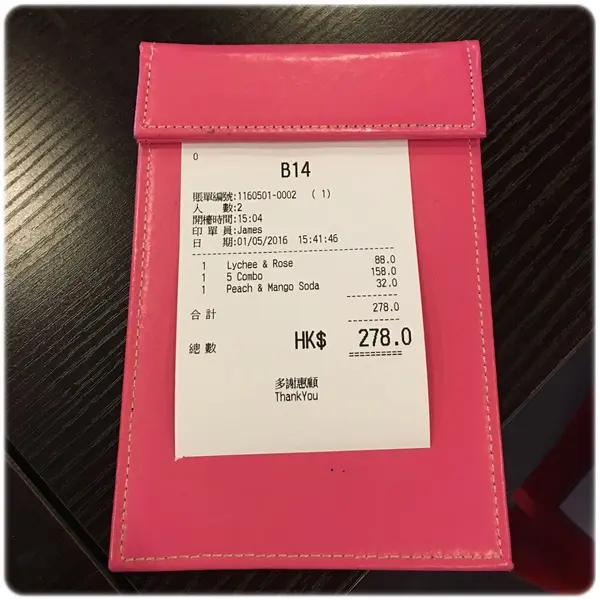 0
B14
賬單編號:1160501-0002 ( 1)
人 數:2
開檯時間:15:04
印 單 員:James
日 期:01/05/2016 15:41:46
1 Lychee & Rose 88.0
1 5 Combo 158.0
1 Peach & Mango Soda 32.0
合計 278.0
總數 HK$ 278.0
多謝惠顧
ThankYou